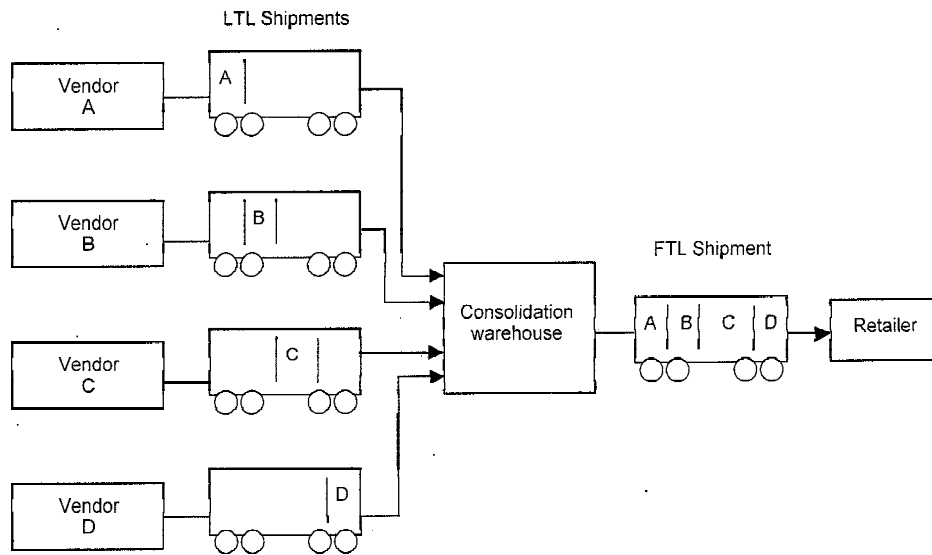 LTL Shipments
Vendor
A
A
Vendor
B
B
Vendor
C
C
Vendor
D
D
Consolidation
warehouse
FTL Shipment
A B C D
Retailer